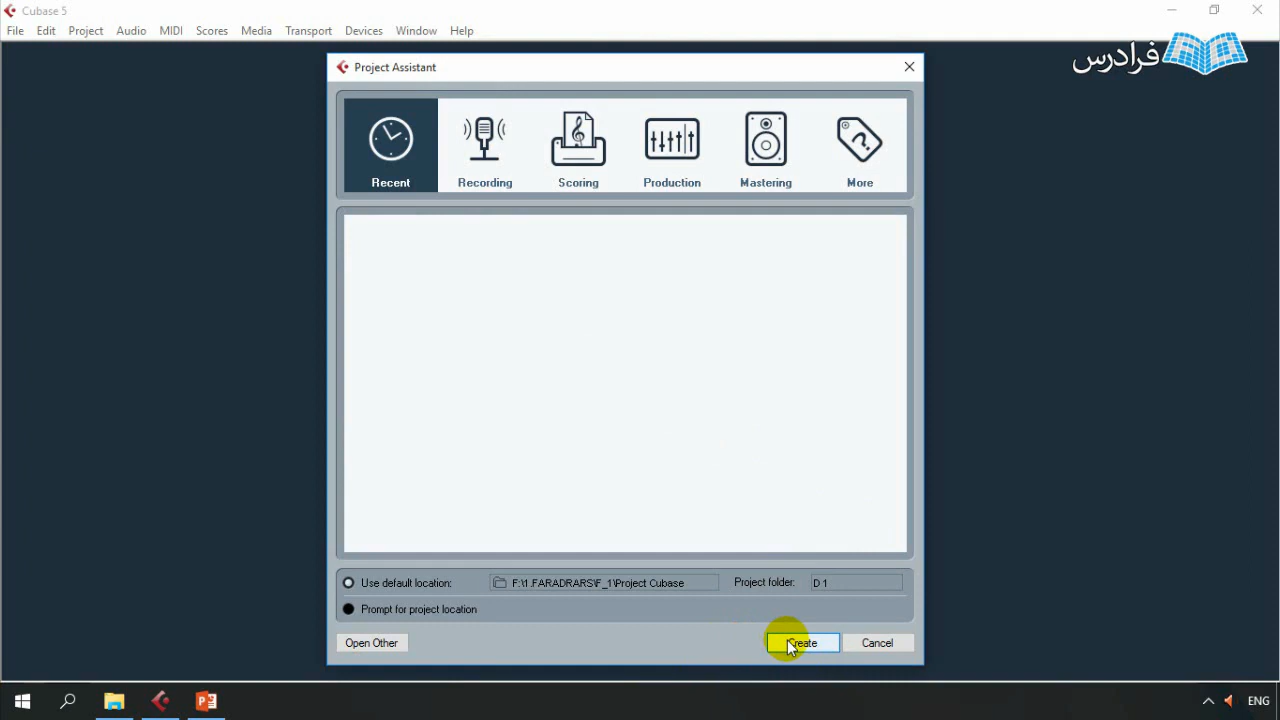 Cubase 5
File Edit Project Audio MIDI Scores Media Transport Devices Window Help
فرادرس
Project Assistant
Recent Recording Scoring Production Mastering More
Use default location: F:\1.FARADRARS\F_1\Project Cubase Project folder: D 1
Prompt for project location
Open Other Create Cancel
ENG